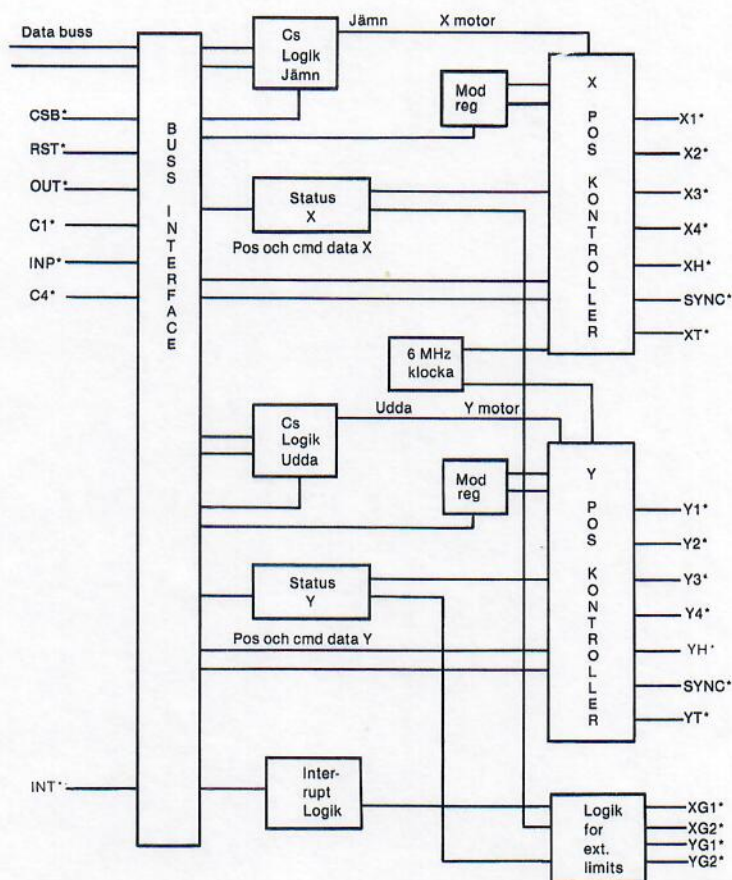 Data buss
CSB*
RST*
OUT*
C1*
INP*
C4*
INT*
BUSS INTERFACE
Cs
Logik
Jämn
Jämn
X motor
Mod
reg
Status
X
Pos och cmd data X
X POS KONTROLLER
X1*
X2*
X3*
X4*
XH*
SYNC*
XT*
6 MHz
klocka
Cs
Logik
Udda
Udda
Y motor
Mod
reg
Status
Y
Pos och cmd data Y
Y POS KONTROLLER
Y1*
Y2*
Y3*
Y4*
YH*
SYNC*
YT*
Inter-
rupt
Logik
Logik
for
ext.
limits
XG1*
XG2*
YG1*
YG2*